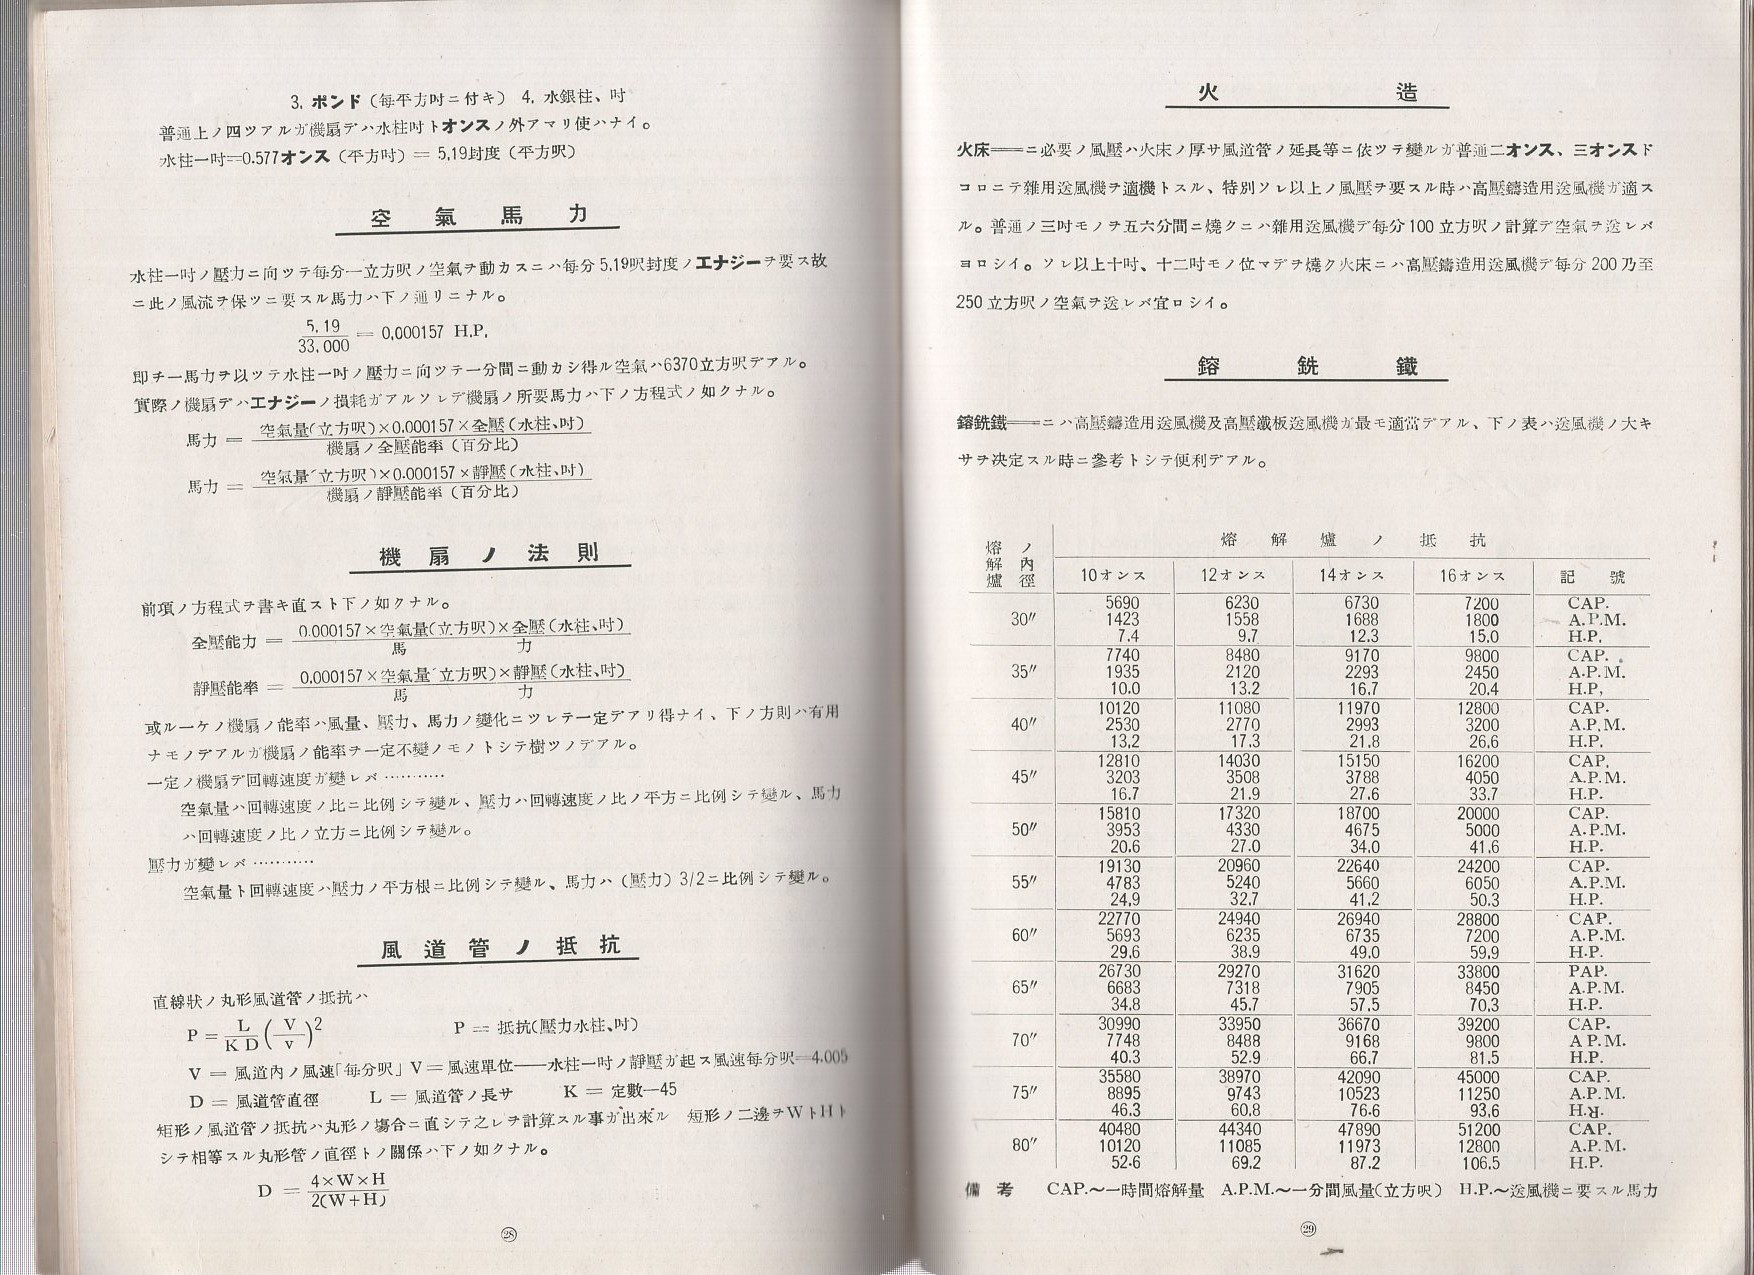 3. ポンド（每平方吋ニ付キ） 4. 水銀柱、吋
普通上ノ四ツアルガ機扇デハ水柱吋トオンスノ外アマリ使ハナイ。
水柱一吋=0.577オンス（平方吋）＝ 5,19封度（平方呎）
空氣馬力
水柱一吋ノ壓力ニ向ツテ每分一立方呎ノ空氣ヲ動カスニハ每分5,19呎封度ノエナジーヲ要ス故
ニ此ノ風流ヲ保ツニ要スル馬力ハ下ノ通リニナル。
5,19/33,000 = 0,000157 H.P,
即チ一馬力ヲ以ツテ水柱一吋ノ壓力ニ向ツテ一分間ニ動カシ得ル空氣ハ6370立方呎デアル。
實際ノ機扇デハエナジーノ損耗ガアルソレデ機扇ノ所要馬力ハ下ノ方程式ノ如クナル。
馬力 ＝ 空氣量(立方呎)×0.000157×全壓(水柱、吋)/機扇ノ全壓能率(百分比)
馬力 ＝ 空氣量(立方呎)×0.000157×靜壓(水柱、吋)/機扇ノ靜壓能率(百分比)
機扇ノ法則
前項ノ方程式ヲ書キ直スト下ノ如クナル。
全壓能力 ＝ 0.000157×空氣量(立方呎)×全壓(水柱、吋)/馬力
靜壓能率 ＝ 0.000157×空氣量(立方呎)×靜壓(水柱、吋)/馬力
或ル一ケノ機扇ノ能率ハ風量、壓力、馬力ノ變化ニツレテ一定デアリ得ナイ、下ノ方則ハ有用
ナモノデアルガ機扇ノ能率ヲ一定不變ノモノトシテ樹ツノデアル。
一定ノ機扇デ回轉速度ガ變レバ…………
空氣量ハ回轉速度ノ比ニ比例シテ變ル、壓力ハ回轉速度ノ比ノ平方ニ比例シテ變ル、馬力
ハ回轉速度ノ比ノ立方ニ比例シテ變ル。
壓力ガ變レバ…………
空氣量ト回轉速度ハ壓力ノ平方根ニ比例シテ變ル、馬力ハ（壓力）3/2ニ比例シテ變ル。
風道管ノ抵抗
直線狀ノ丸形風道管ノ抵抗ハ
P = L/K D (V/v)² P ＝ 抵抗(壓力水柱、吋)
V ＝ 風道內ノ風速「每分呎」V＝風速單位——水柱一吋ノ靜壓ガ起ス風速每分呎=4.005
D ＝ 風道管直徑 L ＝ 風道管ノ長サ K ＝ 定數—45
矩形ノ風道管ノ抵抗ハ丸形ノ塲合ニ直シテ之レヲ計算スル事ガ出來ル 短形ノ二邊ヲWトHト
シテ相等スル丸形管ノ直徑トノ關係ハ下ノ如クナル。
D ＝ 4×W×H/2(W+H)
㉘
火造
火床——ニ必要ノ風壓ハ火床ノ厚サ風道管ノ延長等ニ依ツテ變ルガ普通二オンス、三オンスド
コロニテ雜用送風機ヲ適機トスル、特別ソレ以上ノ風壓ヲ要スル時ハ高壓鑄造用送風機ガ適ス
ル。普通ノ三吋モノヲ五六分間ニ燒クニハ雜用送風機デ每分100立方呎ノ計算デ空氣ヲ送レバ
ヨロシイ。ソレ以上十吋、十二吋モノ位マデヲ燒ク火床ニハ高壓鑄造用送風機デ每分200乃至
250立方呎ノ空氣ヲ送レバ宜ロシイ。
鎔銑鐵
鎔銑鐵——ニハ高壓鑄造用送風機及高壓鐵板送風機ガ最モ適當デアル、下ノ表ハ送風機ノ大キ
サヲ決定スル時ニ參考トシテ便利デアル。
熔解爐ノ內徑 熔解爐ノ抵抗
10オンス 12オンス 14オンス 16オンス 記號
5690 6230 6730 7200 CAP.
30″ 1423 1558 1688 1800 A.P.M.
7.4 9,7 12.3 15.0 H.P,
7740 8480 9170 9800 CAP.
35″ 1935 2120 2293 2450 A.P.M.
10.0 13.2 16.7 20.4 H.P,
10120 11080 11970 12800 CAP.
40″ 2530 2770 2993 3200 A.P,M.
13,2 17.3 21.8 26,6 H.P.
12810 14030 15150 16200 CAP,
45″ 3203 3508 3788 4050 A.P.M.
16.7 21.9 27.6 33.7 H.P.
15810 17320 18700 20000 CAP.
50″ 3953 4330 4675 5000 A.P.M.
20.6 27.0 34.0 41,6 H.P.
19130 20960 22640 24200 CAP.
55″ 4783 5240 5660 6050 A.P.M.
24,9 32.7 41,2 50.3 H.P.
22770 24940 26940 28800 CAP.
60″ 5693 6235 6735 7200 A.P.M.
29.6 38.9 49.0 59,9 H.P.
26730 29270 31620 33800 PAP.
65″ 6683 7318 7905 8450 A.P.M.
34.8 45.7 57.5 70,3 H.P.
30990 33950 36670 39200 CAP.
70″ 7748 8488 9168 9800 A P.M.
40.3 52.9 66.7 81.5 H.P.
35580 38970 42090 45000 CAP.
75″ 8895 9743 10523 11250 A.P.M.
46.3 60.8 76.6 93,6 H.P.
40480 44340 47890 51200 CAP.
80″ 10120 11085 11973 12800 A.P.M.
52.6 69.2 87.2 106.5 H.P.
備考 CAP.～一時間熔解量 A.P.M.～一分間風量(立方呎) H.P.～送風機ニ要スル馬力
㉙